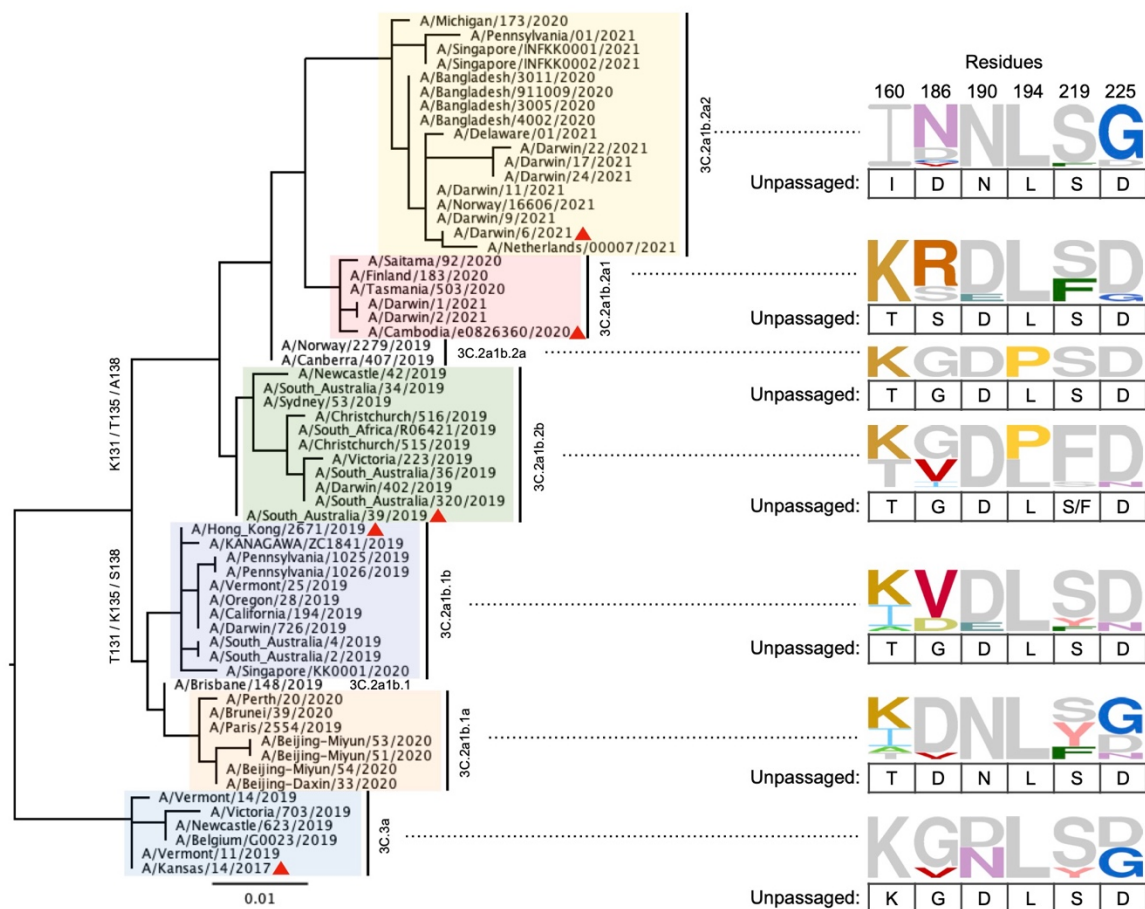 A/Michigan/173/2020
A/Pennsylvania/01/2021
A/Singapore/INFKK0001/2021
A/Singapore/INFKK0002/2021
A/Bangladesh/3011/2020
A/Bangladesh/911009/2020
A/Bangladesh/3005/2020
A/Bangladesh/4002/2020
A/Delaware/01/2021
A/Darwin/22/2021
A/Darwin/17/2021
A/Darwin/24/2021
A/Darwin/11/2021
A/Norway/16606/2021
A/Darwin/9/2021
A/Darwin/6/2021
A/Netherlands/00007/2021
3C.2a1b.2a2
A/Saitama/92/2020
A/Finland/183/2020
A/Tasmania/503/2020
A/Darwin/1/2021
A/Darwin/2/2021
A/Cambodia/e0826360/2020
3C.2a1b.2a1
A/Norway/2279/2019
A/Canberra/407/2019
3C.2a1b.2a
A/Newcastle/42/2019
A/South_Australia/34/2019
A/Sydney/53/2019
A/Christchurch/516/2019
A/South_Africa/R06421/2019
A/Christchurch/515/2019
A/Victoria/223/2019
A/South_Australia/36/2019
A/Darwin/402/2019
A/South_Australia/320/2019
A/South_Australia/39/2019
3C.2a1b.2b
K131 / T135 / A138
A/Hong_Kong/2671/2019
A/KANAGAWA/ZC1841/2019
A/Pennsylvania/1025/2019
A/Pennsylvania/1026/2019
A/Vermont/25/2019
A/Oregon/28/2019
A/California/194/2019
A/Darwin/726/2019
A/South_Australia/4/2019
A/South_Australia/2/2019
A/Singapore/KK0001/2020
3C.2a1b.1b
T131 / K135 / S138
A/Brisbane/148/2019
3C.2a1b.1
A/Perth/20/2020
A/Brunei/39/2020
A/Paris/2554/2019
A/Beijing-Miyun/53/2020
A/Beijing-Miyun/51/2020
A/Beijing-Miyun/54/2020
A/Beijing-Daxin/33/2020
3C.2a1b.1a
A/Vermont/14/2019
A/Victoria/703/2019
A/Newcastle/623/2019
A/Belgium/G0023/2019
A/Vermont/11/2019
A/Kansas/14/2017
3C.3a
0.01
Residues
160 186 190 194 219 225
I N N L S G
D
Unpassaged: I D N L S D
K R D L S D
S E F G
Unpassaged: T S D L S D
K G D P S D
Unpassaged: T G D L S D
K G D P F D
T V L S N
Unpassaged: T G D L S/F D
K V D L S D
I D E Y N
A
Unpassaged: T G D L S D
K D N L S G
I V Y D
A F N
Unpassaged: T D N L S D
K G D L S D
V N Y G
Unpassaged: K G D L S D